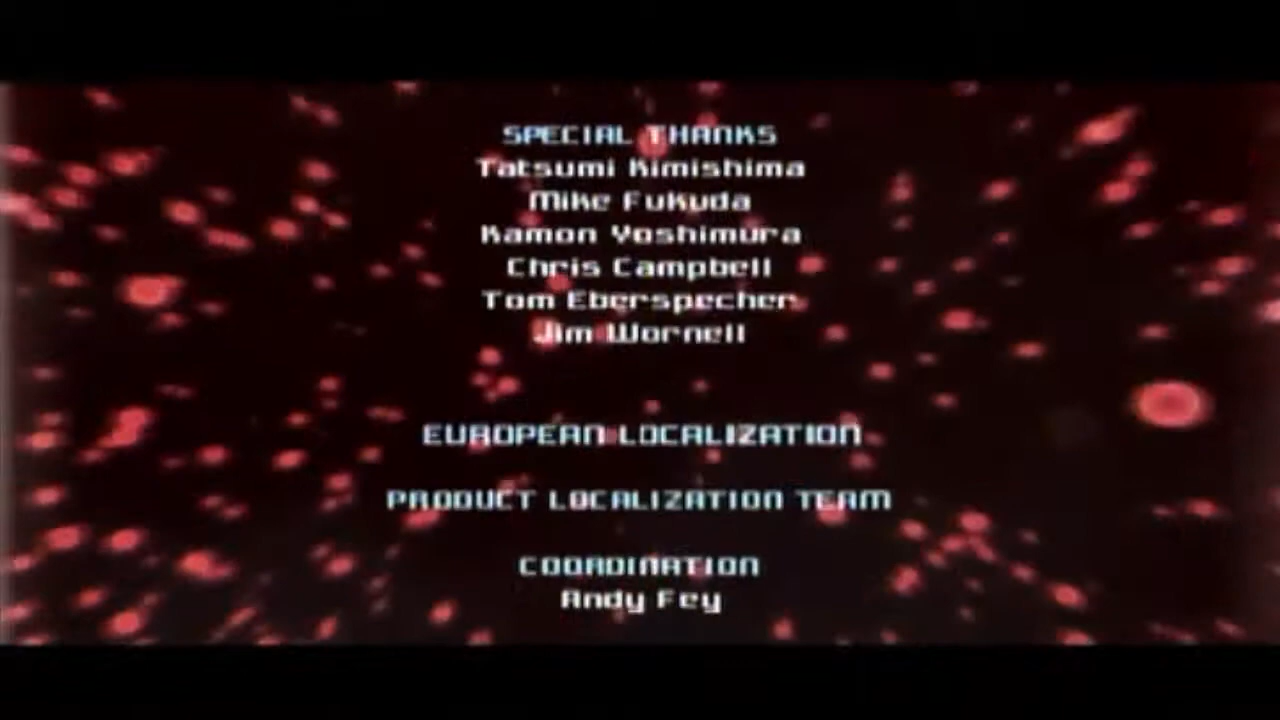 SPECIAL THANKS
Tatsumi Kimishima
Mike Fukuda
Kamon Yoshimura
Chris Campbell
Tom Eberspecher
Jim Wornell
EUROPEAN LOCALIZATION
PRODUCT LOCALIZATION TEAM
COORDINATION
Andy Fey